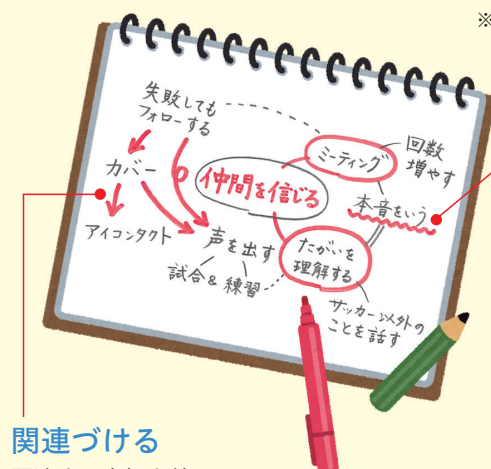 ※
失敗しても
フォローする
ミーティング
回数
増やす
カバー
仲間を信じる
本音をいう
アイコンタクト
声を出す
たがいを
理解する
試合&練習
サッカー以外の
ことを話す
関連づける